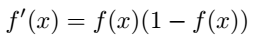 f′(x) = f(x)(1 − f(x))